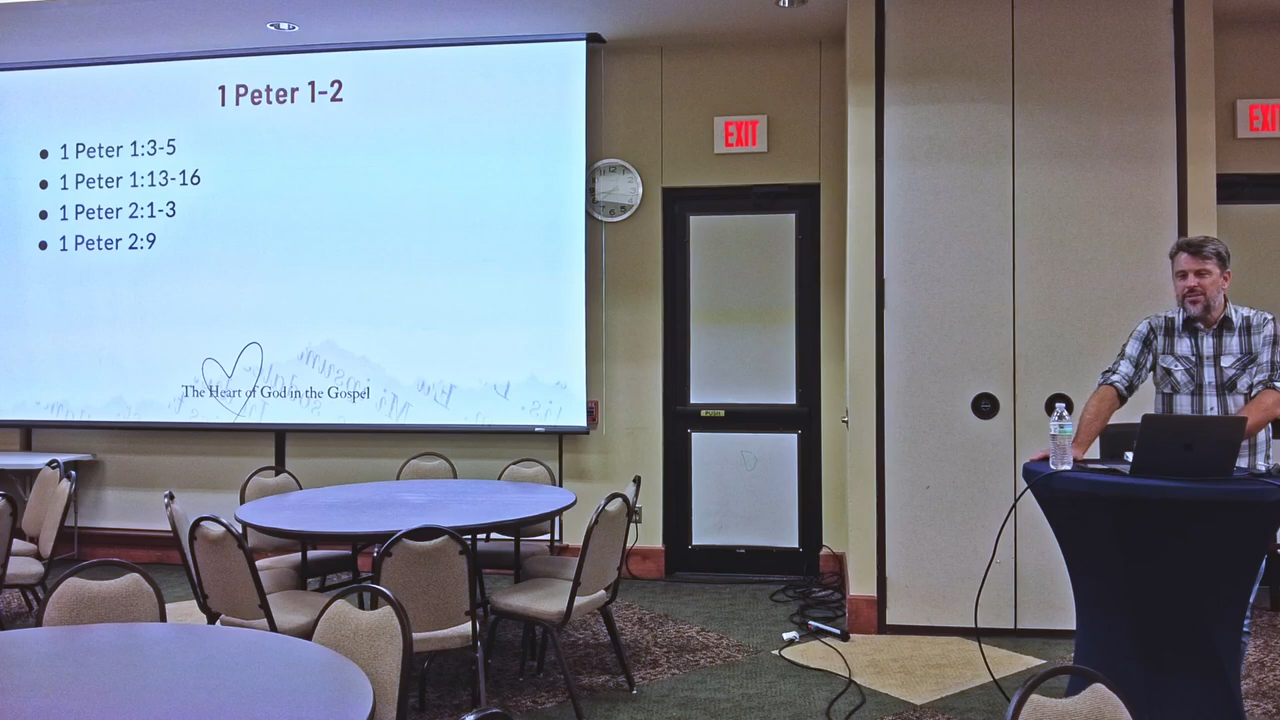 1 Peter 1-2
• 1 Peter 1:3-5
• 1 Peter 1:13-16
• 1 Peter 2:1-3
• 1 Peter 2:9
The Heart of God in the Gospel
EXIT
EXIT
PUSH